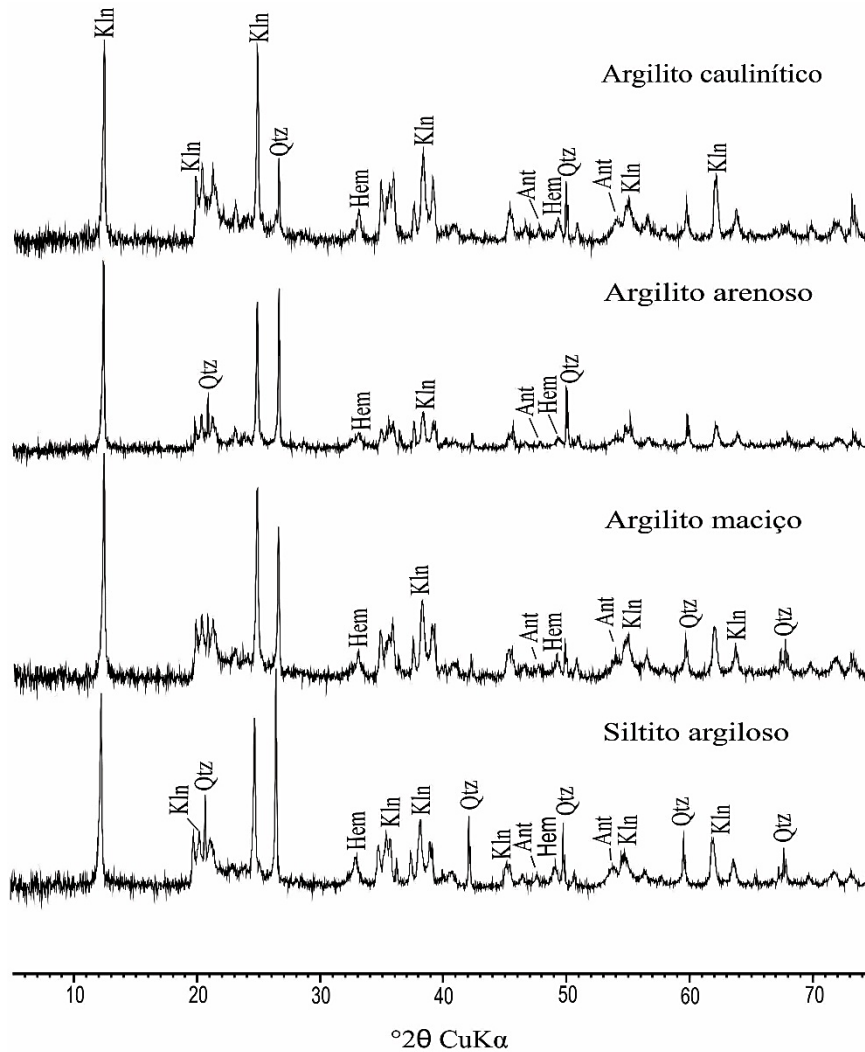 Kln Kln Kln Qtz Hem Kln Ant Hem Qtz Ant Kln Kln
Argilito caulinítico
Qtz Hem Kln Ant Hem Qtz
Argilito arenoso
Hem Kln Ant Hem Ant Kln Qtz Kln Qtz
Argilito maciço
Kln Qtz Hem Kln Kln Qtz Kln Ant Hem Qtz Ant Kln Qtz Kln Qtz
Siltito argiloso
10 20 30 40 50 60 70
°2θ CuKα